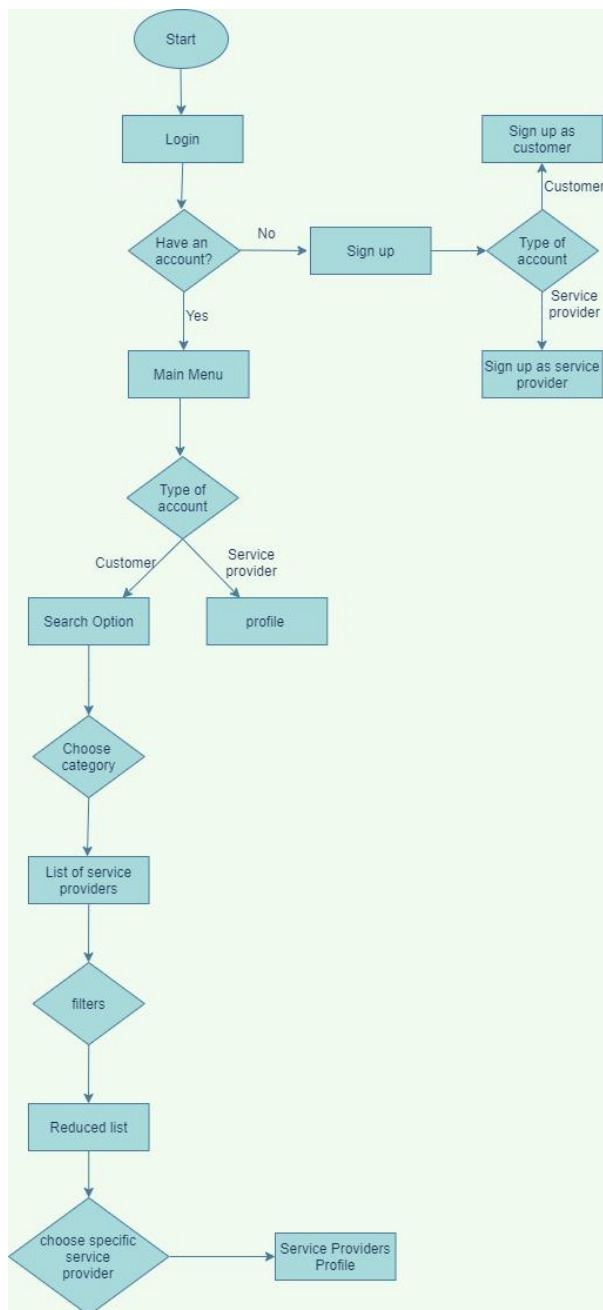 Start
Login
Sign up as
customer
Customer
Have an
account?
No
Sign up
Type of
account
Service
provider
Yes
Main Menu
Sign up as service
provider
Type of
account
Customer
Service
provider
Search Option
profile
Choose
category
List of service
providers
filters
Reduced list
choose specific
service
provider
Service Providers
Profile